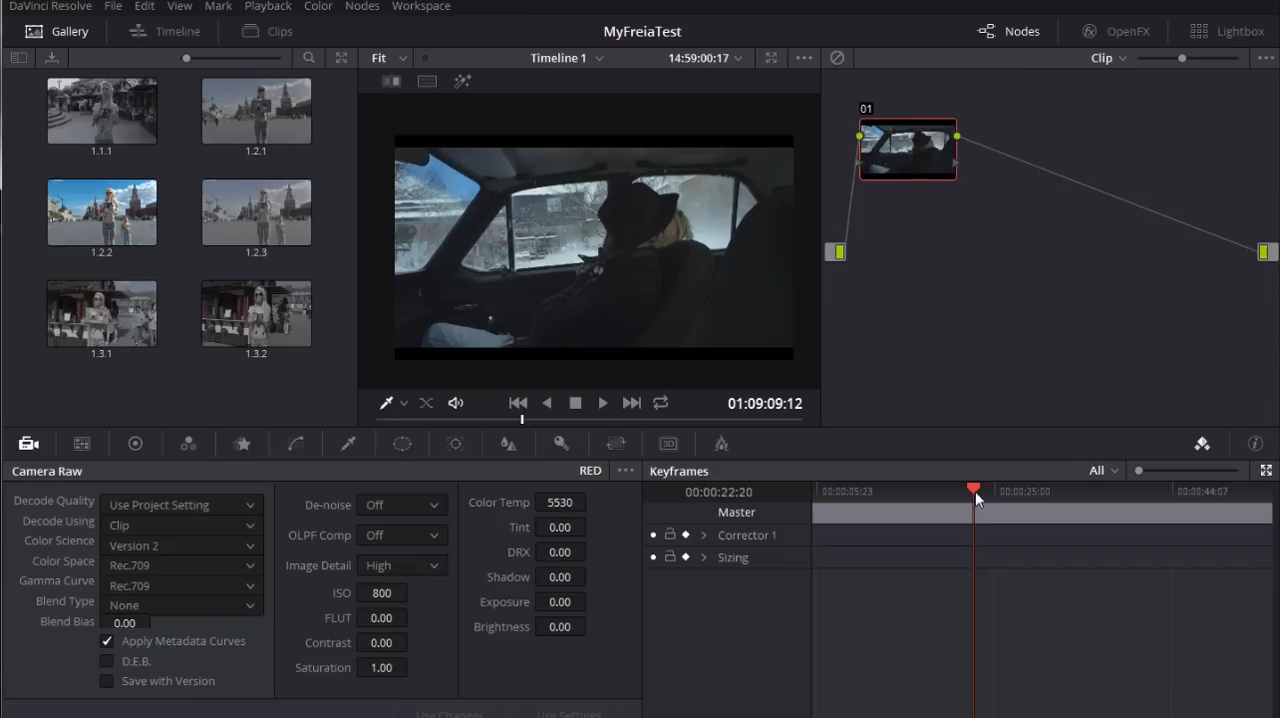 DaVinci Resolve File Edit View Mark Playback Color Nodes Workspace
Gallery Timeline Clips MyFreiaTest Nodes OpenFX Lightbox
Fit Timeline 1 14:59:00:17 Clip
1.1.1 1.2.1
1.2.2 1.2.3
1.3.1 1.3.2
01
01:09:09:12
3D
Camera Raw RED
Decode Quality Use Project Setting
Decode Using Clip
Color Science Version 2
Color Space Rec.709
Gamma Curve Rec.709
Blend Type None
Blend Bias 0.00
Apply Metadata Curves
D.E.B.
Save with Version
De-noise Off
OLPF Comp Off
Image Detail High
ISO 800
FLUT 0.00
Contrast 0.00
Saturation 1.00
Color Temp 5530
Tint 0.00
DRX 0.00
Shadow 0.00
Exposure 0.00
Brightness 0.00
Use Changes Use Settings
Keyframes All
00:00:22:20 00:00:05:23 00:00:25:00 00:00:44:07
Master
Corrector 1
Sizing